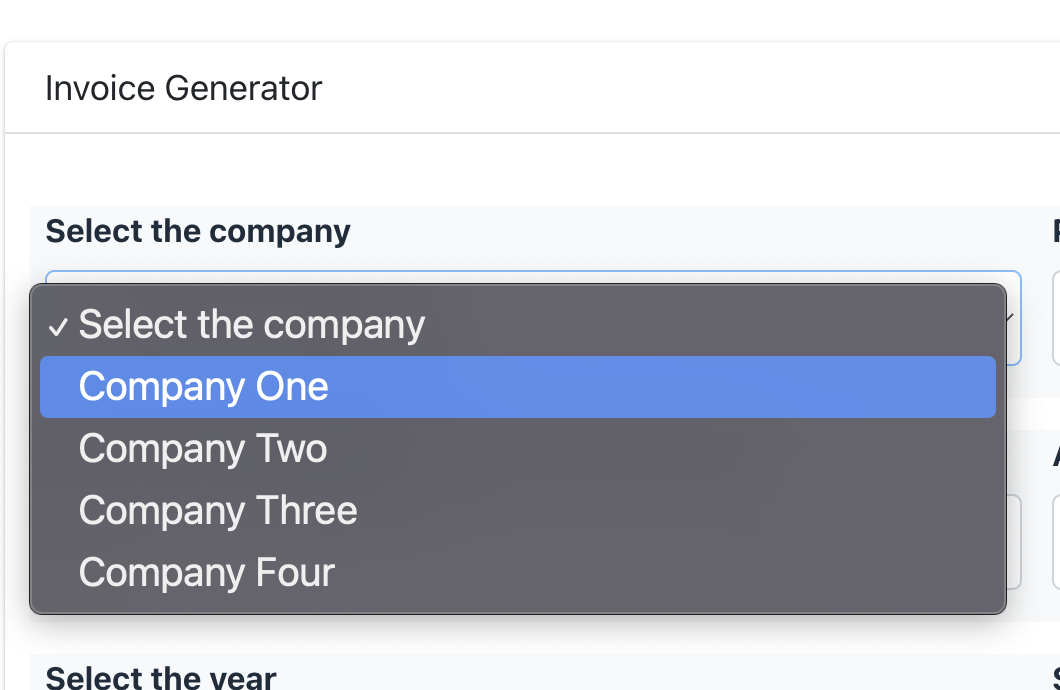 Invoice Generator
Select the company
✓ Select the company
Company One
Company Two
Company Three
Company Four
Select the year